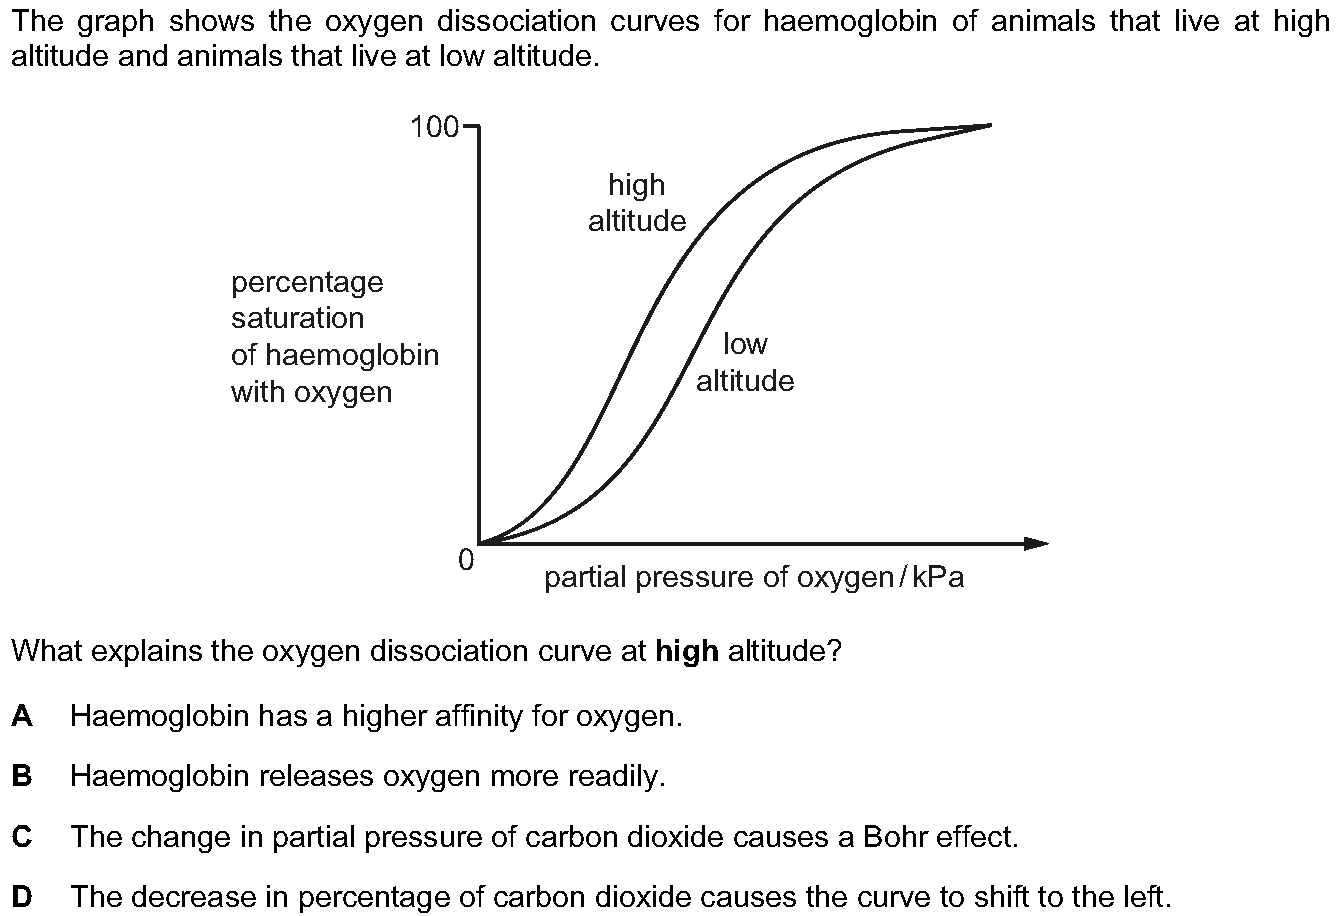 The graph shows the oxygen dissociation curves for haemoglobin of animals that live at high
altitude and animals that live at low altitude.
100
high
altitude
percentage
saturation
of haemoglobin
with oxygen
low
altitude
0
partial pressure of oxygen / kPa
What explains the oxygen dissociation curve at high altitude?
A Haemoglobin has a higher affinity for oxygen.
B Haemoglobin releases oxygen more readily.
C The change in partial pressure of carbon dioxide causes a Bohr effect.
D The decrease in percentage of carbon dioxide causes the curve to shift to the left.